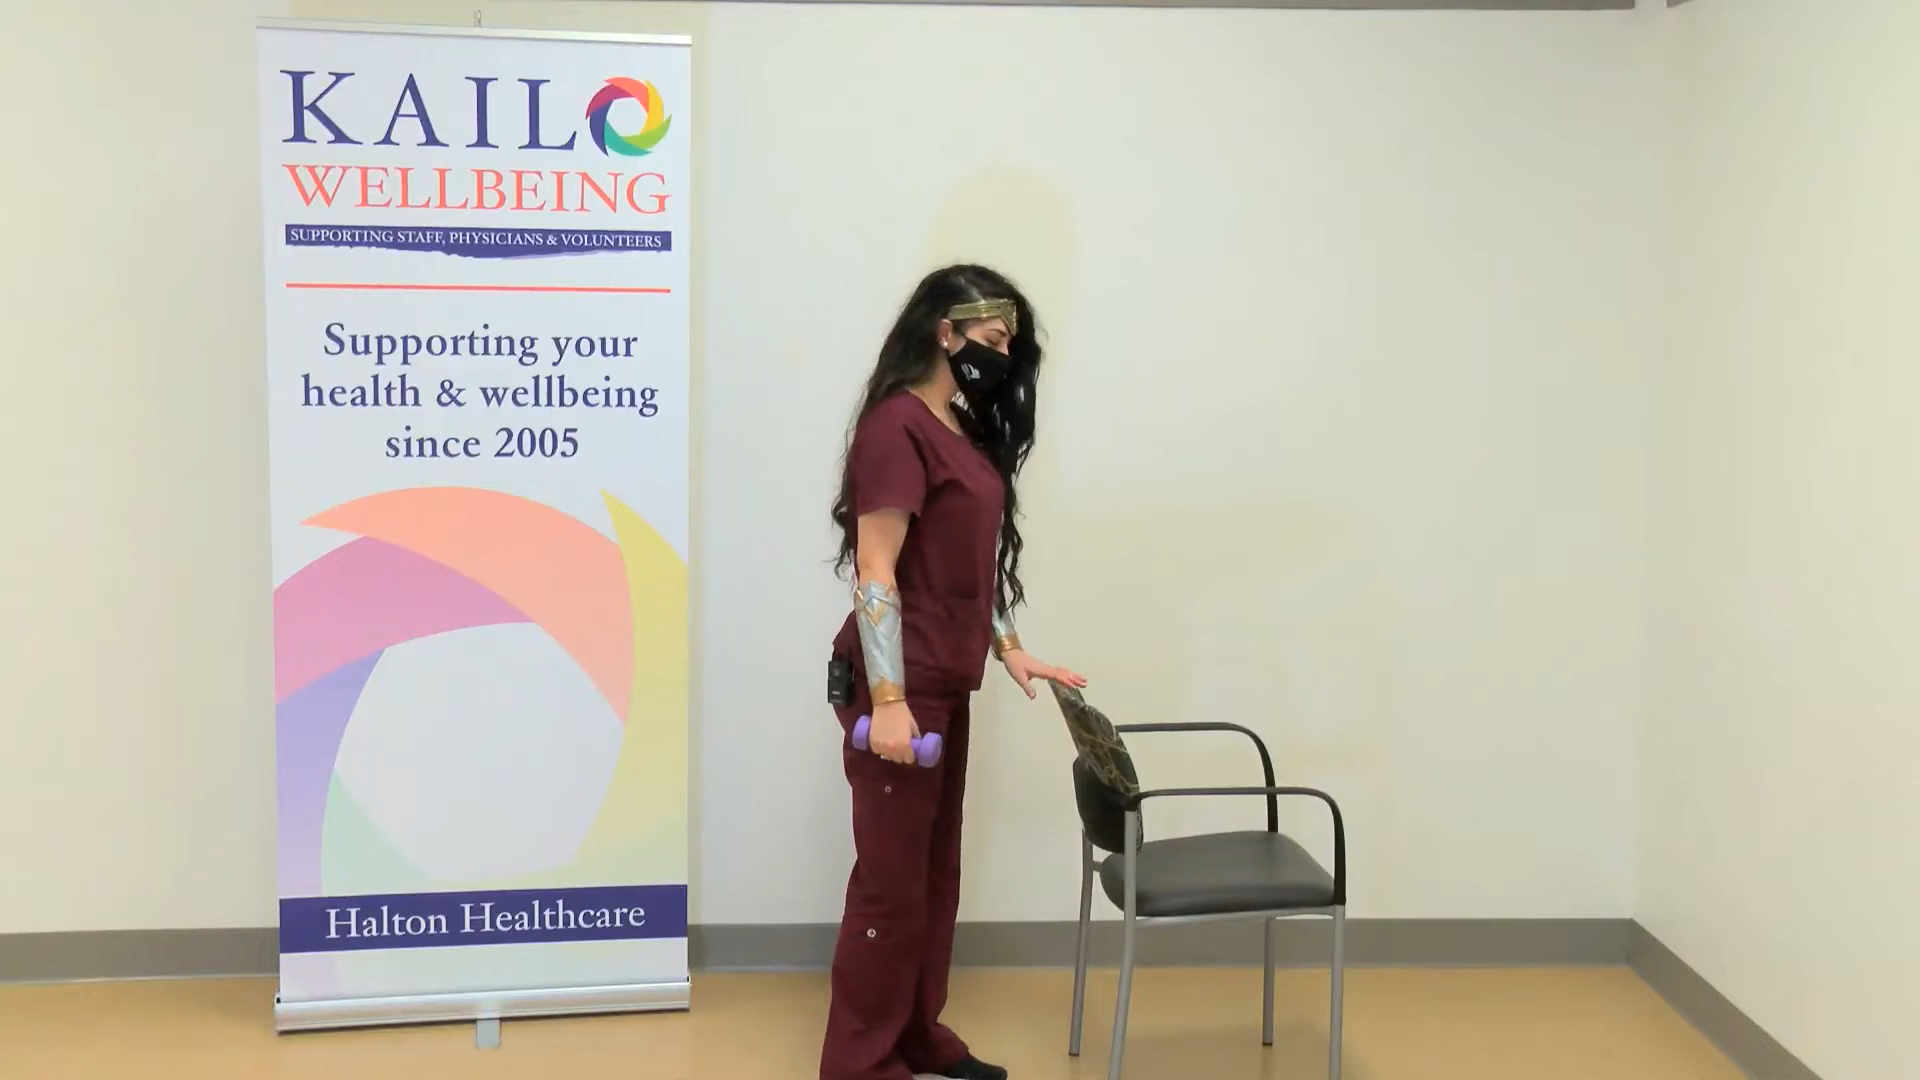 KAILO
WELLBEING
SUPPORTING STAFF, PHYSICIANS & VOLUNTEERS
Supporting your
health & wellbeing
since 2005
Halton Healthcare